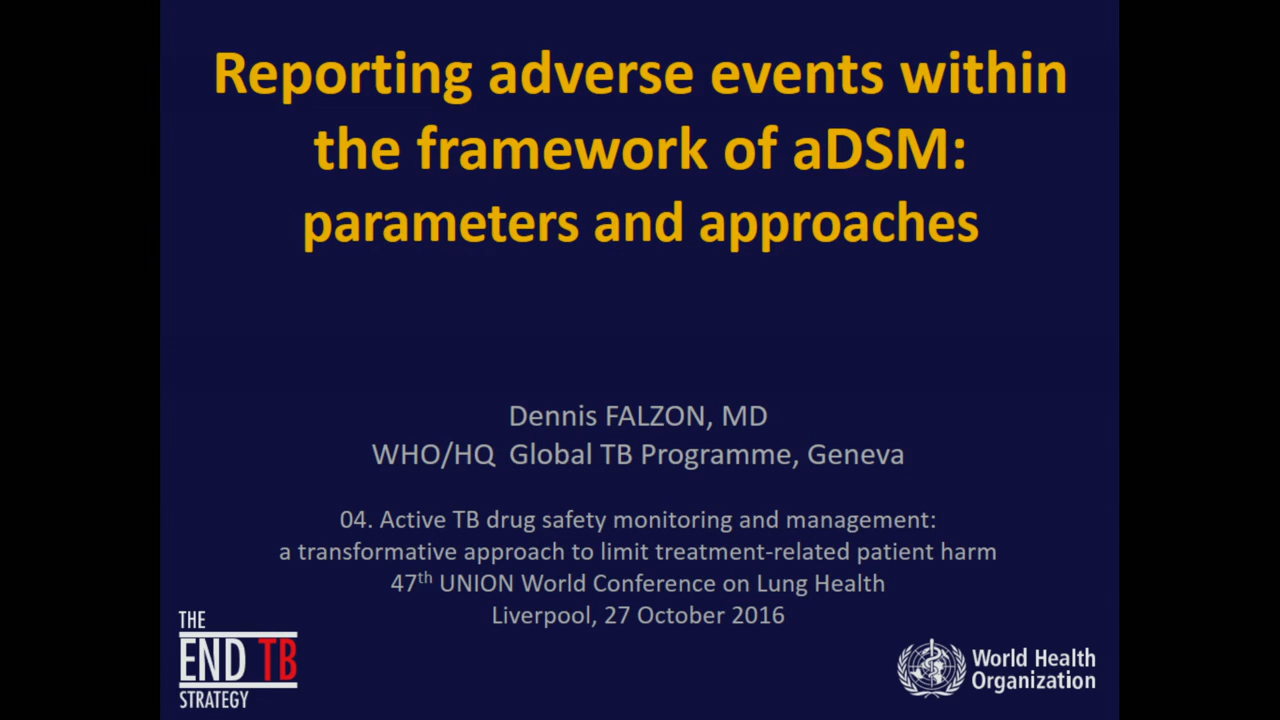 Reporting adverse events within
the framework of aDSM:
parameters and approaches
Dennis FALZON, MD
WHO/HQ Global TB Programme, Geneva
04. Active TB drug safety monitoring and management:
a transformative approach to limit treatment-related patient harm
47th UNION World Conference on Lung Health
Liverpool, 27 October 2016
THE
END TB
STRATEGY
World Health
Organization